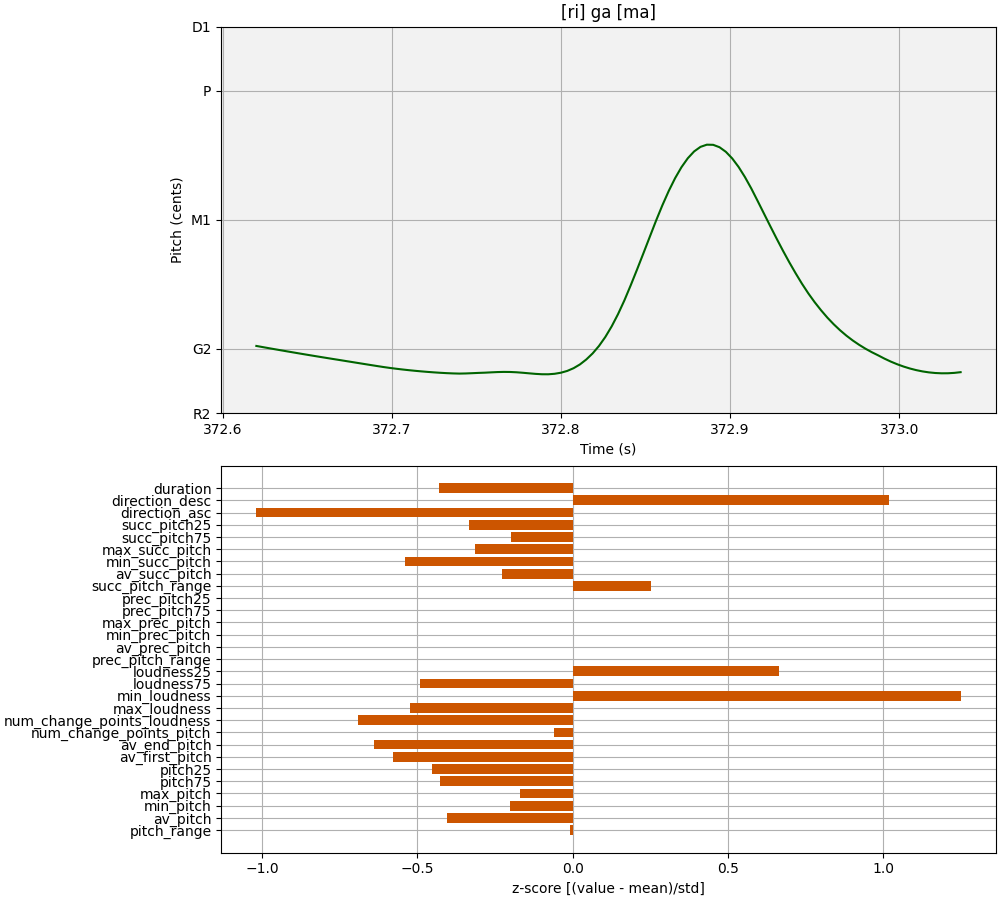 [ri] ga [ma]
D1
P
M1
G2
R2
Pitch (cents)
372.6 372.7 372.8 372.9 373.0
Time (s)
duration
direction_desc
direction_asc
succ_pitch25
succ_pitch75
max_succ_pitch
min_succ_pitch
av_succ_pitch
succ_pitch_range
prec_pitch25
prec_pitch75
max_prec_pitch
min_prec_pitch
av_prec_pitch
prec_pitch_range
loudness25
loudness75
min_loudness
max_loudness
num_change_points_loudness
num_change_points_pitch
av_end_pitch
av_first_pitch
pitch25
pitch75
max_pitch
min_pitch
av_pitch
pitch_range
−1.0 −0.5 0.0 0.5 1.0
z-score [(value - mean)/std]